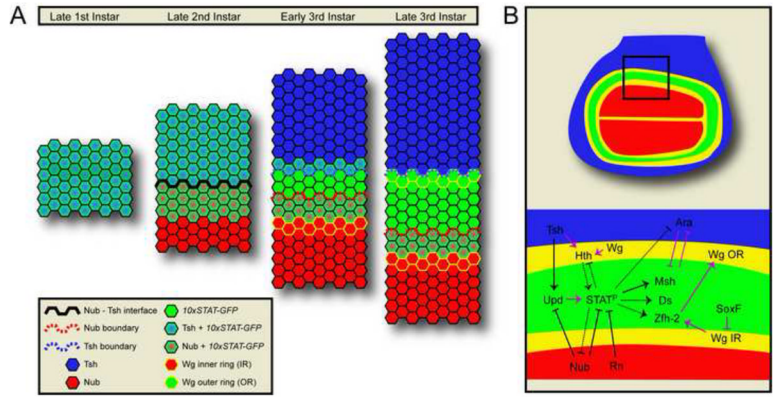 A
B
Late 1st Instar Late 2nd Instar Early 3rd Instar Late 3rd Instar
Nub - Tsh interface
Nub boundary
Tsh boundary
Tsh
Nub
10xSTAT-GFP
Tsh + 10xSTAT-GFP
Nub + 10xSTAT-GFP
Wg inner ring (IR)
Wg outer ring (OR)
Tsh
Ara
Hth
Wg
Wg OR
Msh
Upd
STATP
Ds
SoxF
Zfh-2
Wg IR
Nub
Rn